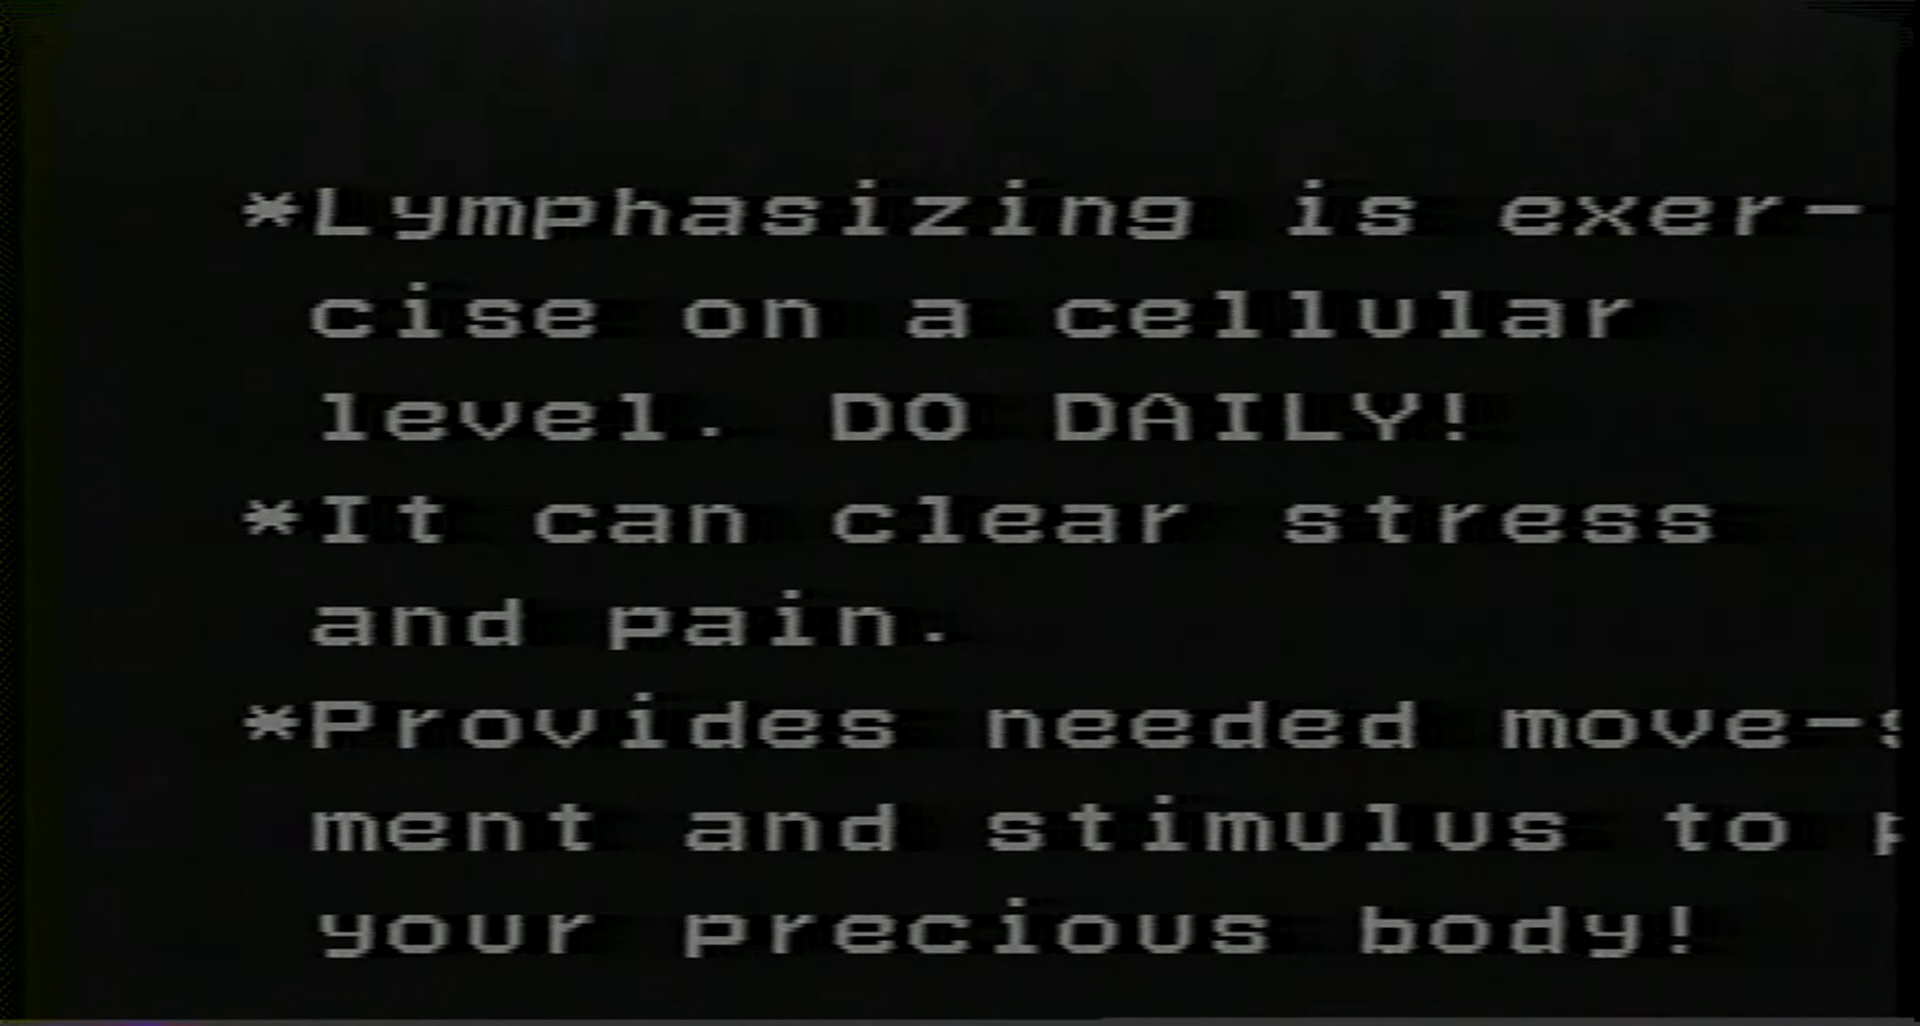 *Lymphasizing is exer-
cise on a cellular
level. DO DAILY!
*It can clear stress
and pain.
*Provides needed move-
ment and stimulus to
your precious body!